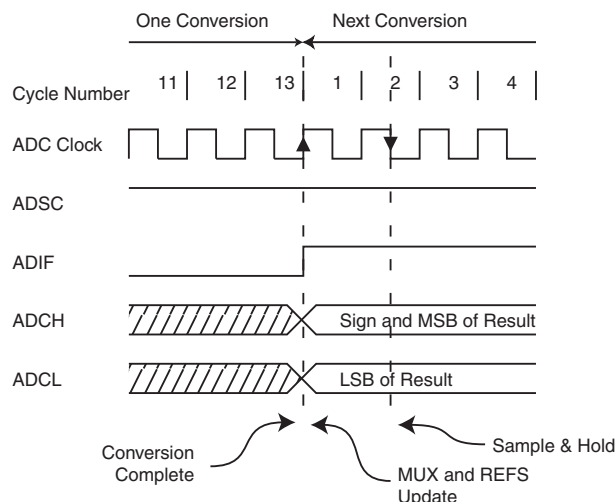 One Conversion Next Conversion
Cycle Number 11 12 13 1 2 3 4
ADC Clock
ADSC
ADIF
ADCH Sign and MSB of Result
ADCL LSB of Result
Conversion
Complete
MUX and REFS
Update
Sample & Hold